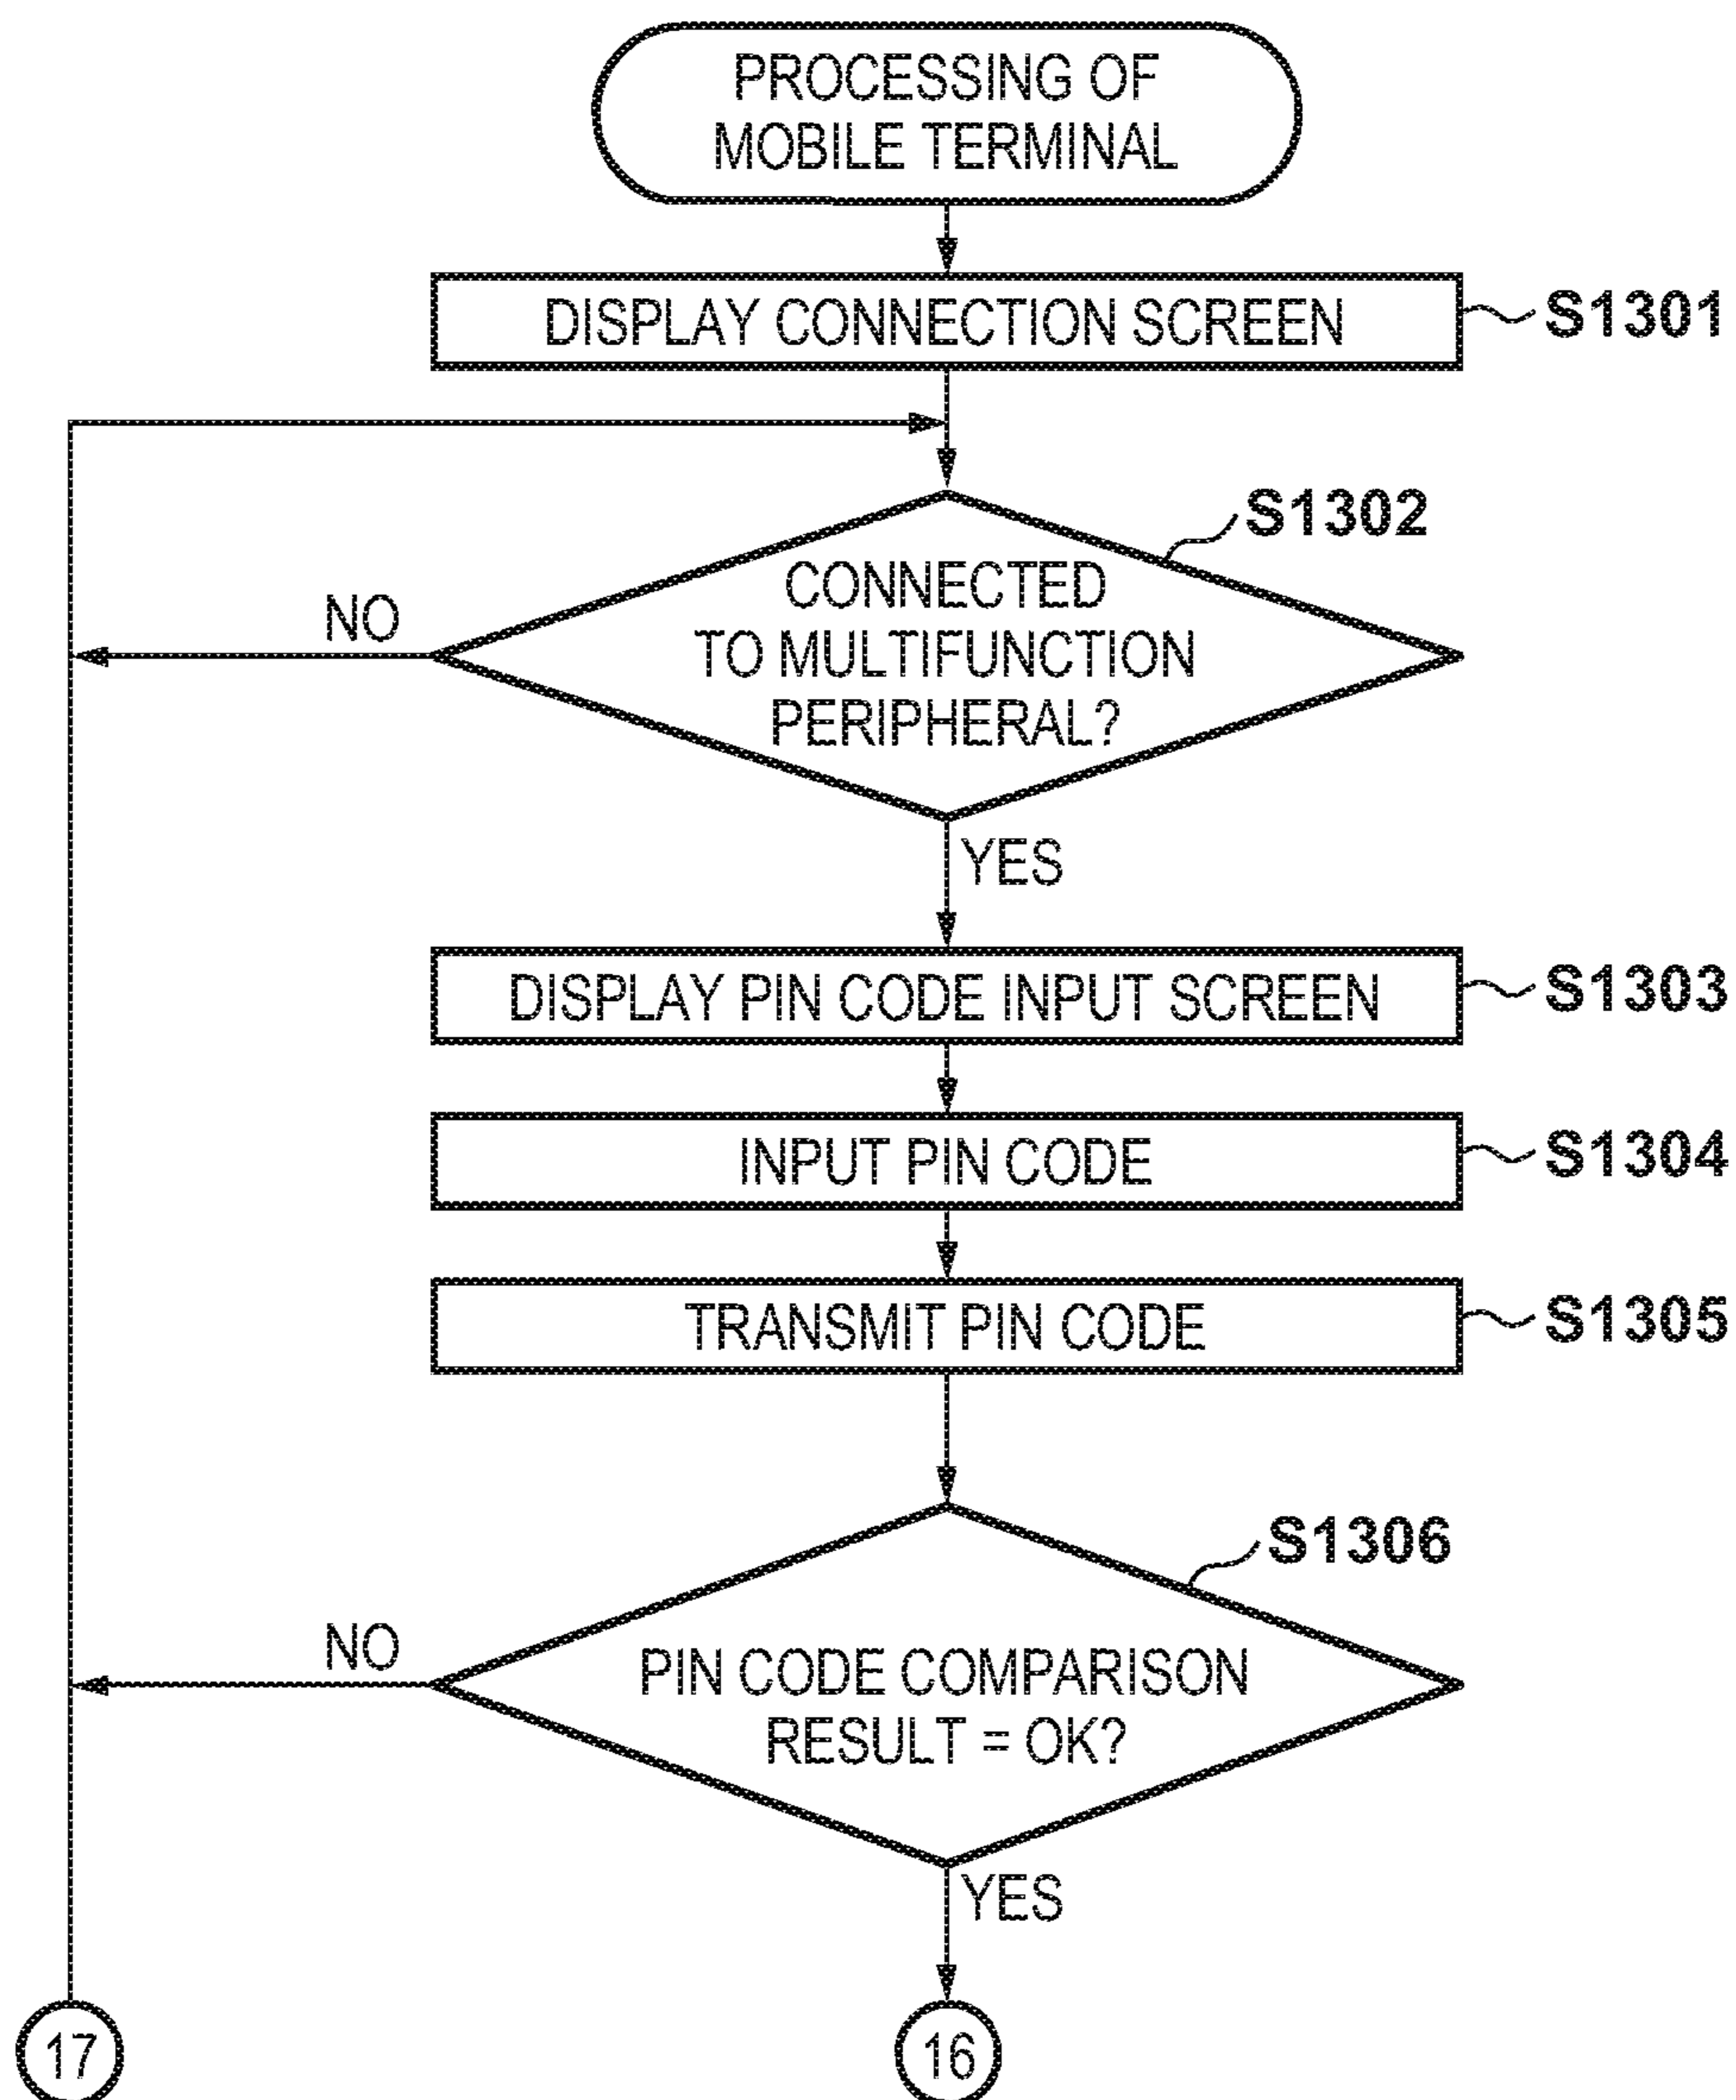 PROCESSING OF
MOBILE TERMINAL
DISPLAY CONNECTION SCREEN
S1301
S1302
CONNECTED
TO MULTIFUNCTION
PERIPHERAL?
NO
YES
DISPLAY PIN CODE INPUT SCREEN
S1303
INPUT PIN CODE
S1304
TRANSMIT PIN CODE
S1305
S1306
NO
PIN CODE COMPARISON
RESULT = OK?
YES
17
16